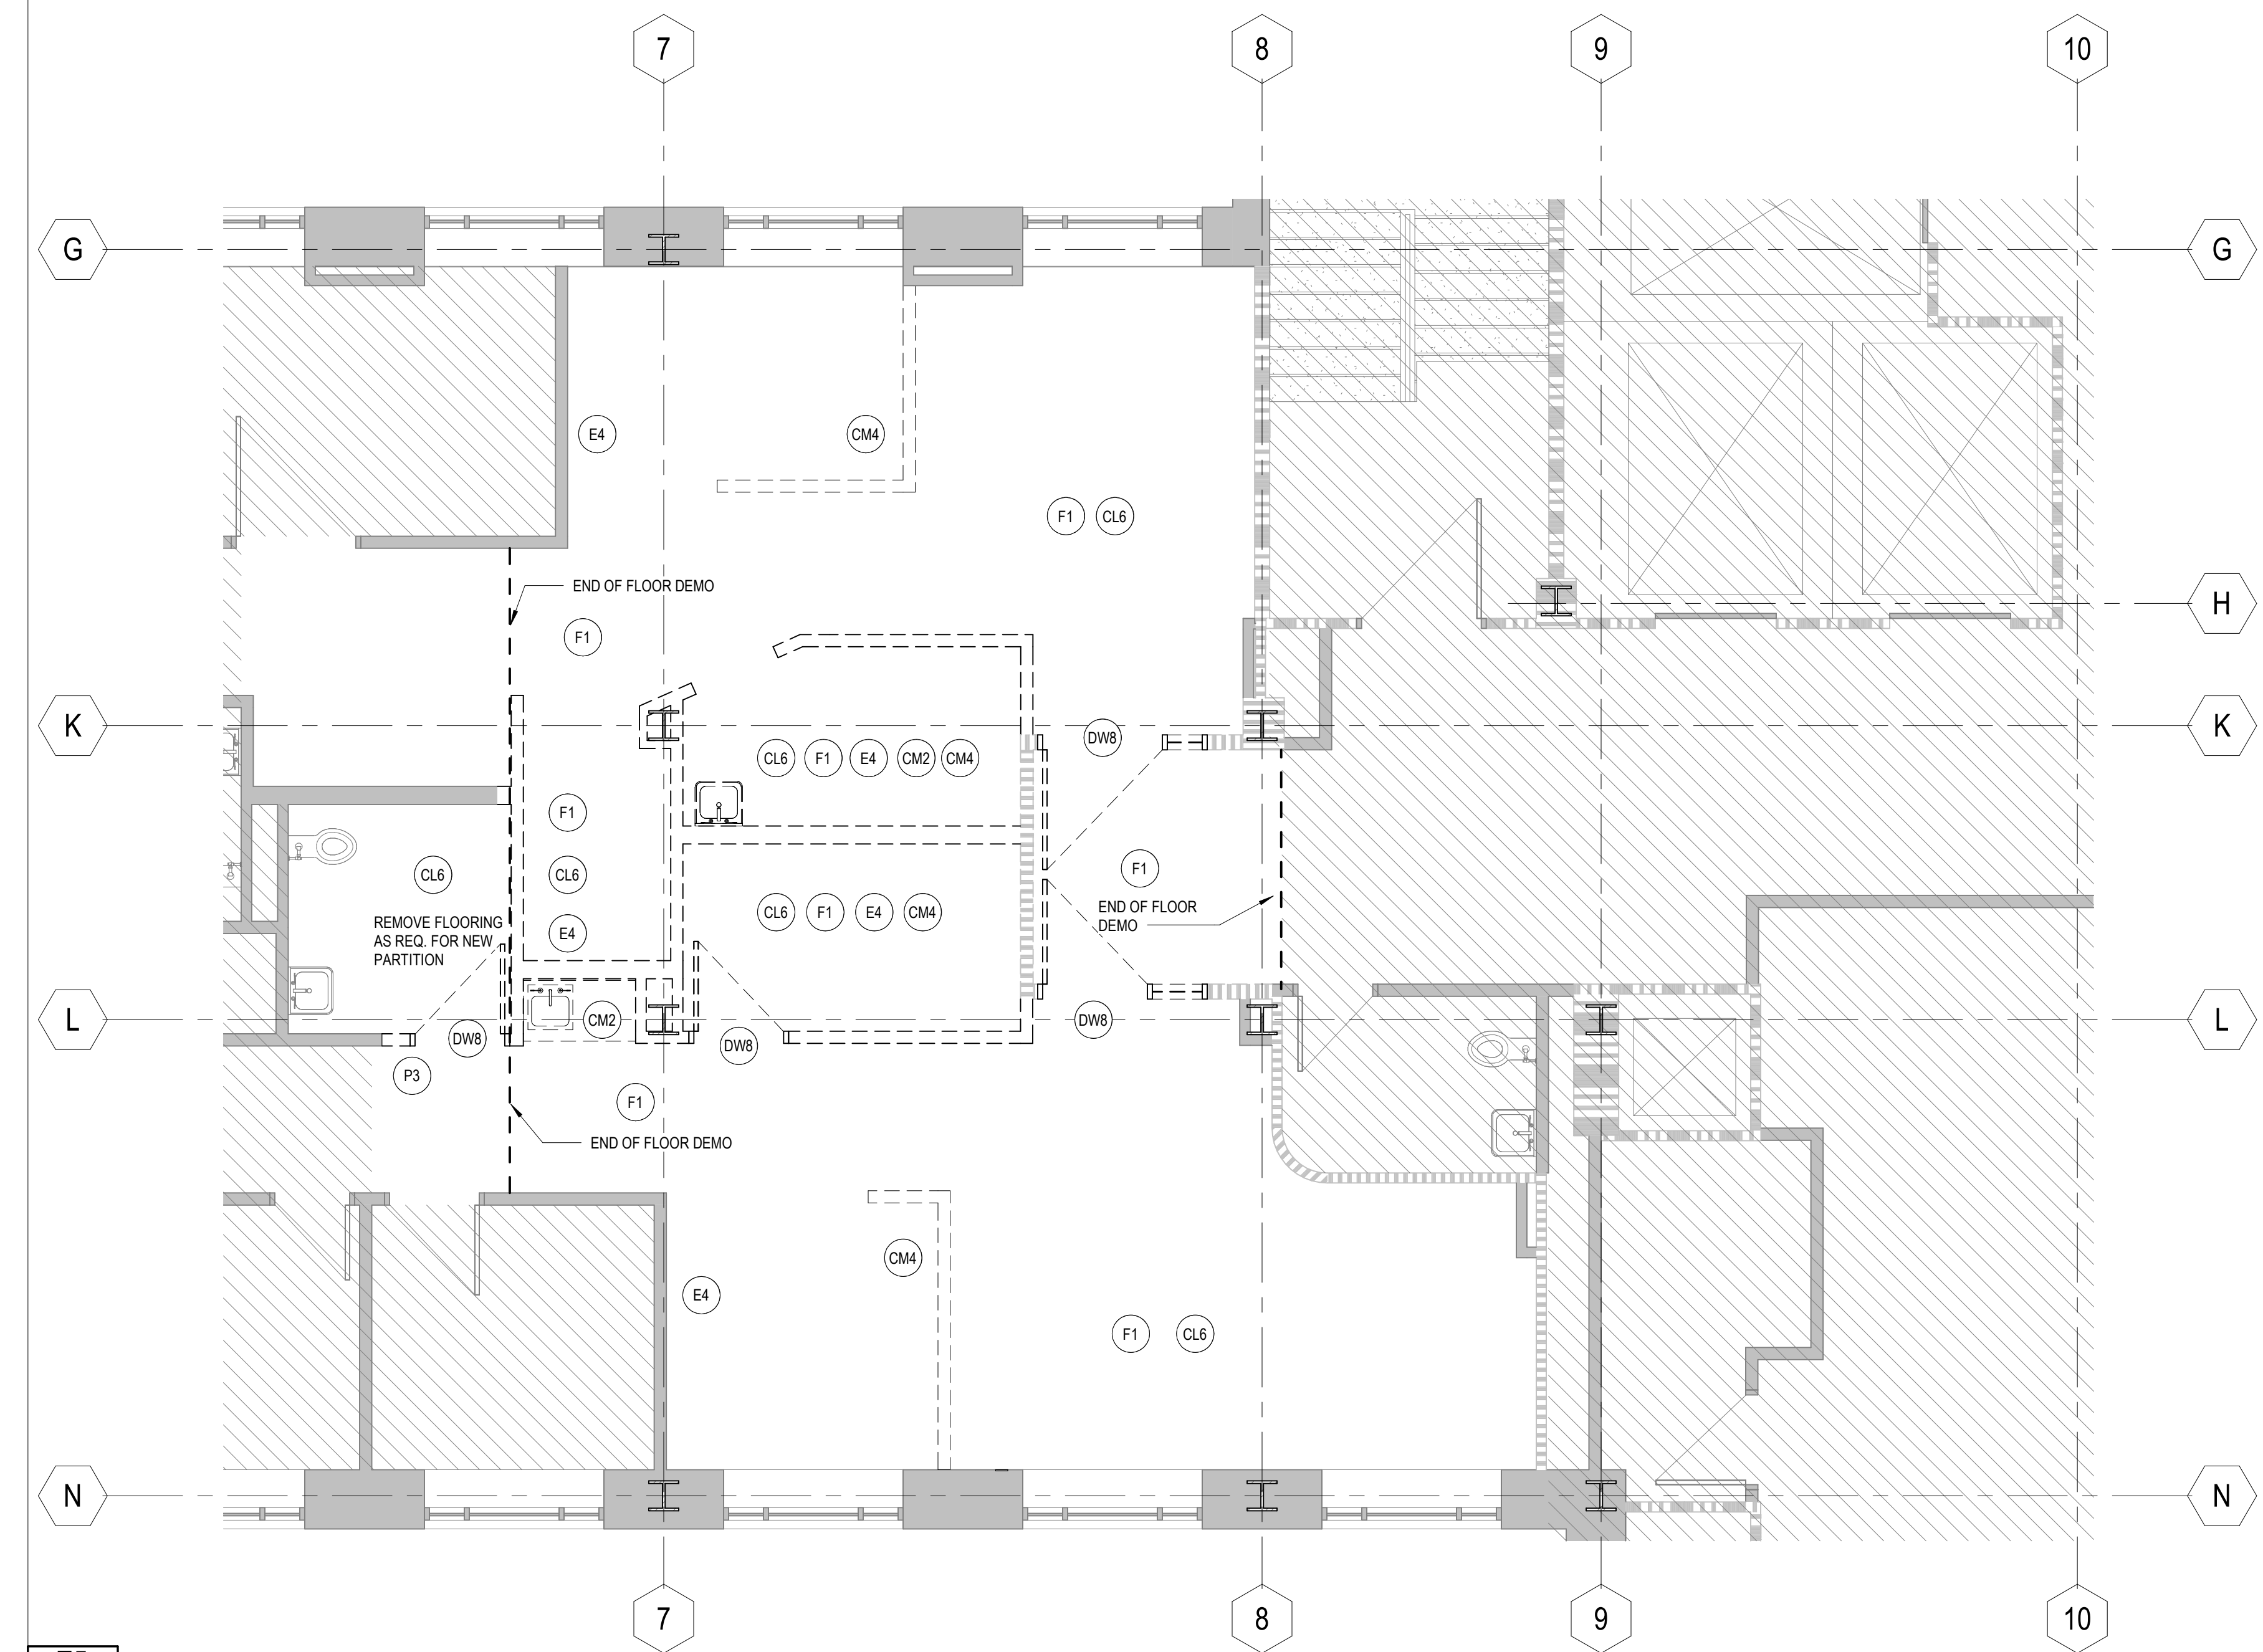 7
8
9
10
G
G
E4
CM4
F1
CL6
END OF FLOOR DEMO
H
F1
K
K
DW8
CL6
F1
E4
CM2
CM4
F1
CL6
CL6
F1
E4
CM4
F1
END OF FLOOR
DEMO
REMOVE FLOORING
AS REQ. FOR NEW
PARTITION
E4
L
CM2
DW8
L
DW8
DW8
P3
F1
END OF FLOOR DEMO
CM4
E4
F1
CL6
N
N
7
8
9
10